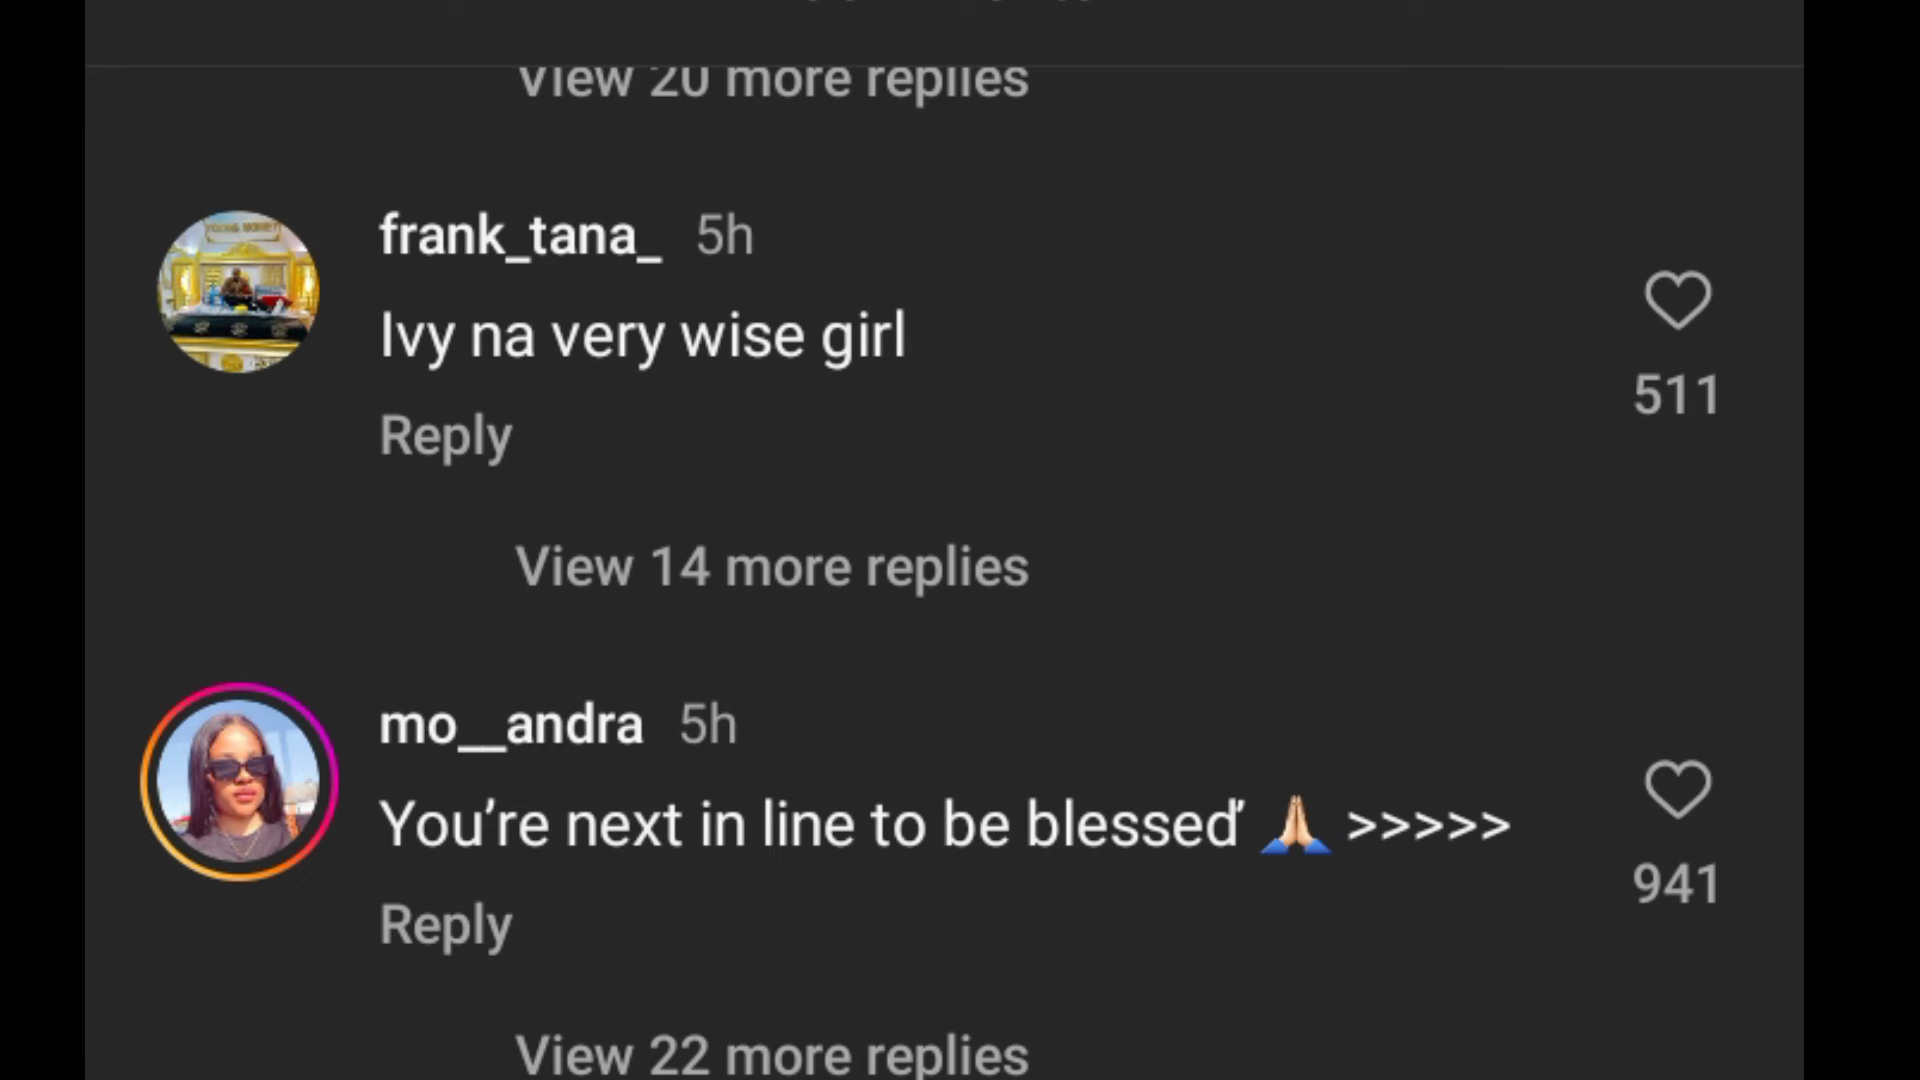 View 20 more replies
frank_tana_ 5h
Ivy na very wise girl
511
Reply
View 14 more replies
mo__andra 5h
You’re next in line to be blessed’ 🙏🏻 >>>>>
941
Reply
View 22 more replies